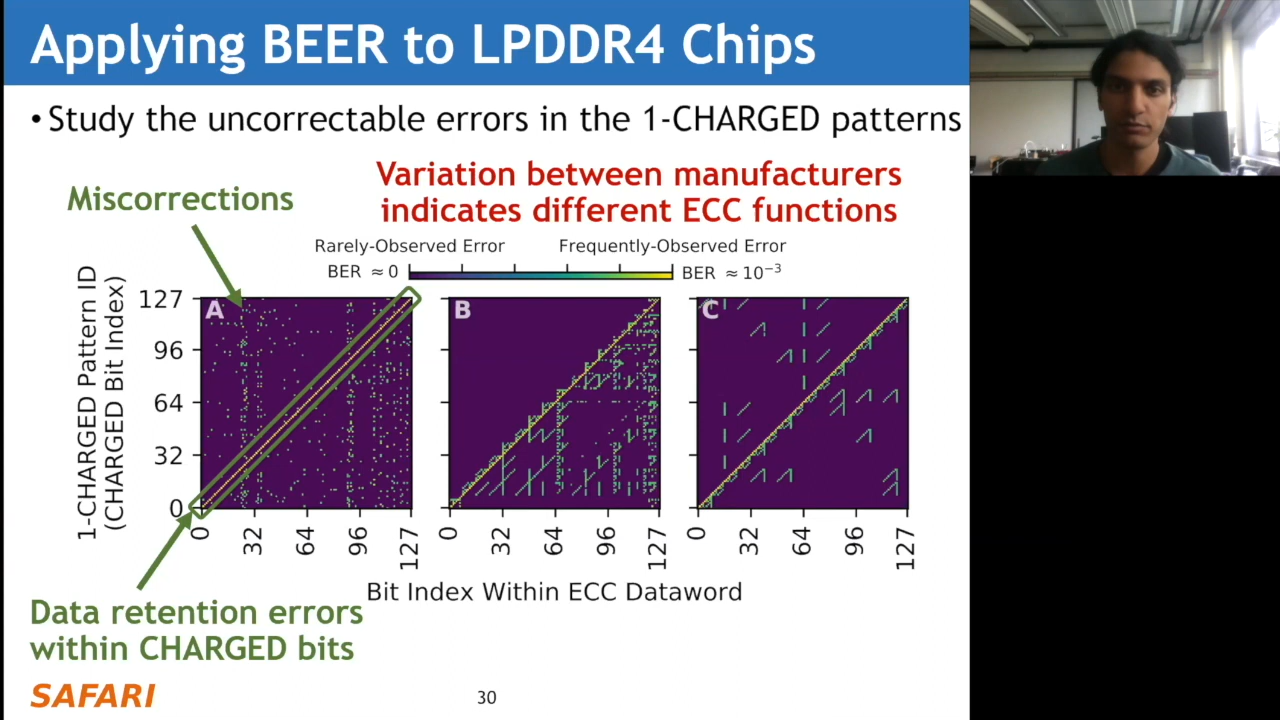 Applying BEER to LPDDR4 Chips
• Study the uncorrectable errors in the 1-CHARGED patterns
Miscorrections
Variation between manufacturers
indicates different ECC functions
Rarely-Observed Error
Frequently-Observed Error
BER ≈ 0
BER ≈ 10⁻³
1-CHARGED Pattern ID
(CHARGED Bit Index)
127
96
64
32
0
A
B
C
0 32 64 96 127
0 32 64 96 127
0 32 64 96 127
Bit Index Within ECC Dataword
Data retention errors
within CHARGED bits
SAFARI
30